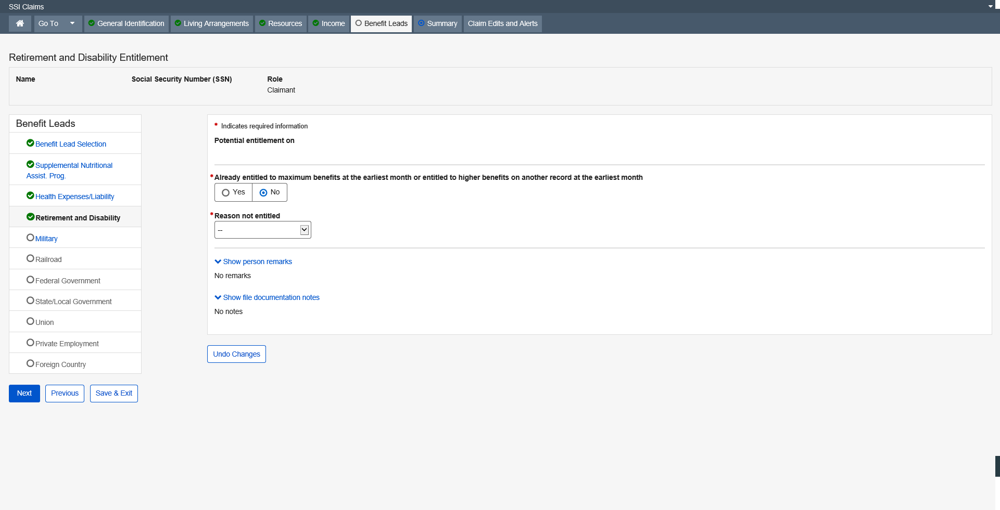 SSI Claims
Go To
General Identification
Living Arrangements
Resources
Income
Benefit Leads
Summary
Claim Edits and Alerts
Retirement and Disability Entitlement
Name
Social Security Number (SSN)
Role
Claimant
Benefit Leads
Benefit Lead Selection
Supplemental Nutritional
Assist. Prog.
Health Expenses/Liability
Retirement and Disability
Military
Railroad
Federal Government
State/Local Government
Union
Private Employment
Foreign Country
Next
Previous
Save & Exit
* Indicates required information
Potential entitlement on
* Already entitled to maximum benefits at the earliest month or entitled to higher benefits on another record at the earliest month
Yes
No
* Reason not entitled
--
Show person remarks
No remarks
Show file documentation notes
No notes
Undo Changes